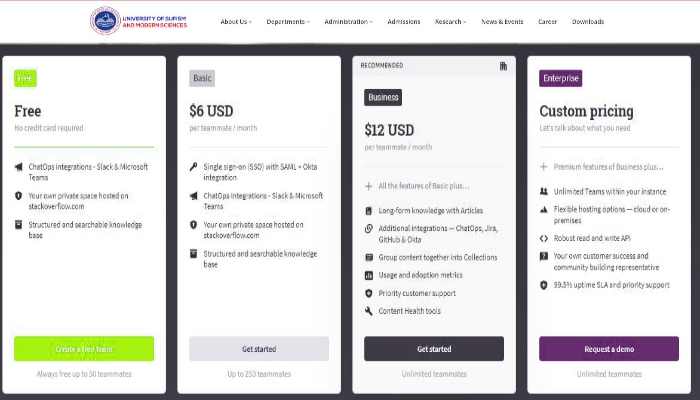 UNIVERSITY OF SUFISM
AND MODERN SCIENCES
About Us
Departments
Administration
Admissions
Research
News & Events
Career
Downloads
Free
Free
No credit card required
ChatOps integrations - Slack & Microsoft
Teams
Your own private space hosted on
stackoverflow.com
Structured and searchable knowledge
base
Create a free team
Always free up to 50 teammates
Basic
$6 USD
per teammate / month
Single sign-on (SSO) with SAML + Okta
integration
ChatOps integrations - Slack & Microsoft
Teams
Your own private space hosted on
stackoverflow.com
Structured and searchable knowledge
base
Get started
Up to 250 teammates
RECOMMENDED
Business
$12 USD
per teammate / month
All the features of Basic plus...
Long-form knowledge with Articles
Additional integrations — ChatOps, Jira,
GitHub & Okta
Group content together into Collections
Usage and adoption metrics
Priority customer support
Content Health tools
Get started
Unlimited teammates
Enterprise
Custom pricing
Let's talk about what you need
Premium features of Business plus...
Unlimited Teams within your instance
Flexible hosting options — cloud or on-
premises
Robust read and write API
Your own customer success and
community building representative
99.5% uptime SLA and priority support
Request a demo
Unlimited teammates